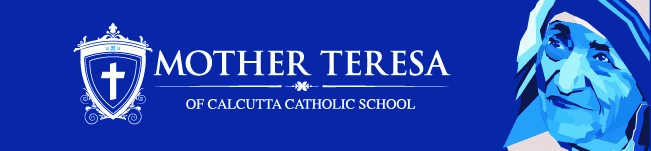 MOTHER TERESA
OF CALCUTTA CATHOLIC SCHOOL